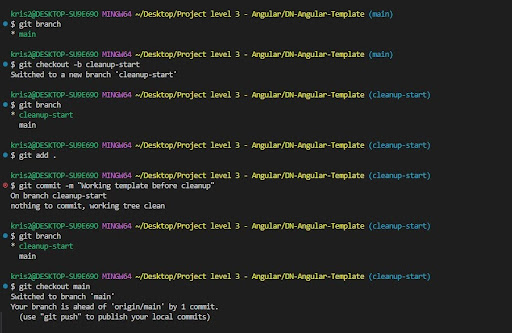 kris2@DESKTOP-SU9E69O MINGW64 ~/Desktop/Project level 3 - Angular/DN-Angular-Template (main)
$ git branch
* main
kris2@DESKTOP-SU9E69O MINGW64 ~/Desktop/Project level 3 - Angular/DN-Angular-Template (main)
$ git checkout -b cleanup-start
Switched to a new branch 'cleanup-start'
kris2@DESKTOP-SU9E69O MINGW64 ~/Desktop/Project level 3 - Angular/DN-Angular-Template (cleanup-start)
$ git branch
* cleanup-start
main
kris2@DESKTOP-SU9E69O MINGW64 ~/Desktop/Project level 3 - Angular/DN-Angular-Template (cleanup-start)
$ git add .
kris2@DESKTOP-SU9E69O MINGW64 ~/Desktop/Project level 3 - Angular/DN-Angular-Template (cleanup-start)
$ git commit -m "Working template before cleanup"
On branch cleanup-start
nothing to commit, working tree clean
kris2@DESKTOP-SU9E69O MINGW64 ~/Desktop/Project level 3 - Angular/DN-Angular-Template (cleanup-start)
$ git branch
* cleanup-start
main
kris2@DESKTOP-SU9E69O MINGW64 ~/Desktop/Project level 3 - Angular/DN-Angular-Template (cleanup-start)
$ git checkout main
Switched to branch 'main'
Your branch is ahead of 'origin/main' by 1 commit.
(use "git push" to publish your local commits)